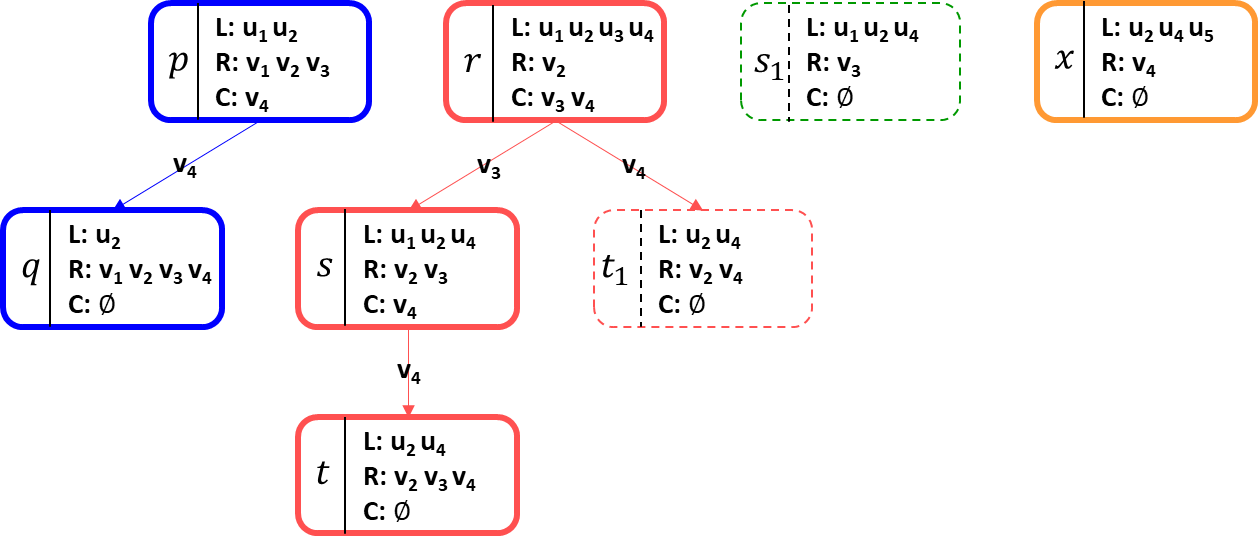 p
L: u₁ u₂
R: v₁ v₂ v₃
C: v₄
r
L: u₁ u₂ u₃ u₄
R: v₂
C: v₃ v₄
s₁
L: u₁ u₂ u₄
R: v₃
C: ∅
x
L: u₂ u₄ u₅
R: v₄
C: ∅
v₄
v₃
v₄
q
L: u₂
R: v₁ v₂ v₃ v₄
C: ∅
s
L: u₁ u₂ u₄
R: v₂ v₃
C: v₄
t₁
L: u₂ u₄
R: v₂ v₄
C: ∅
v₄
t
L: u₂ u₄
R: v₂ v₃ v₄
C: ∅